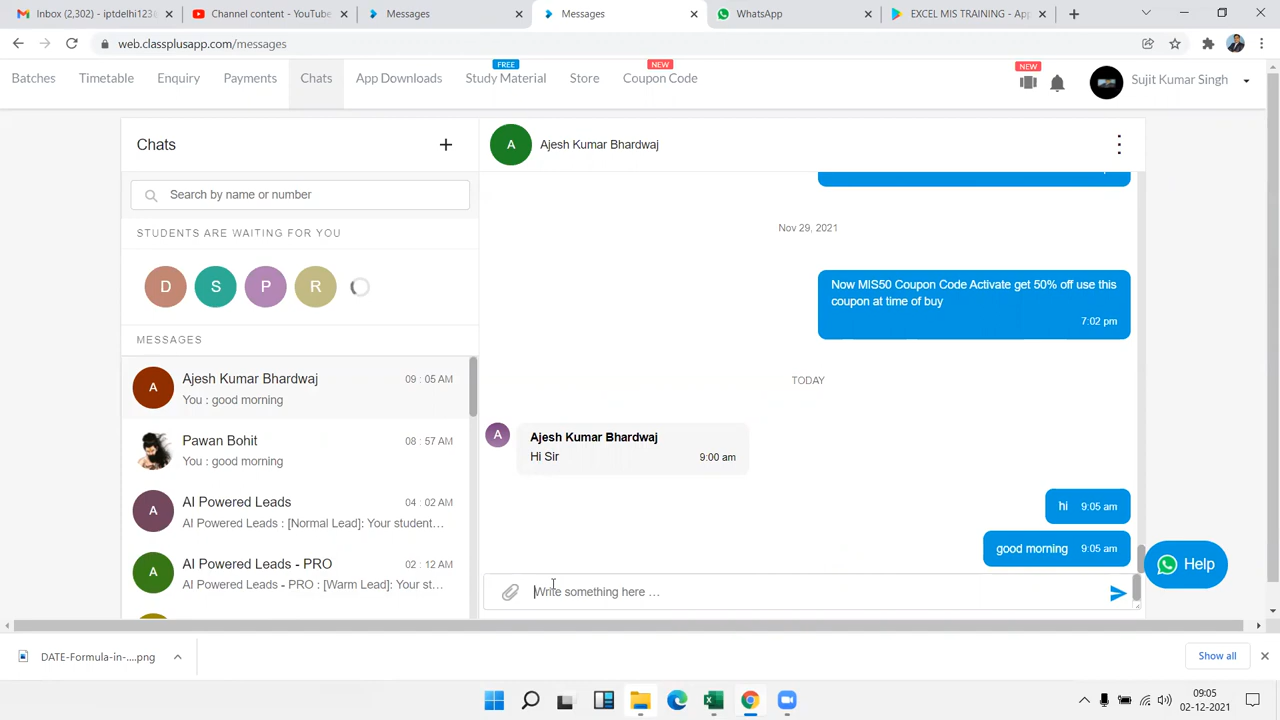 Inbox (2,302) - iptdelhi123@
Channel content - YouTube
Messages
Messages
WhatsApp
EXCEL MIS TRAINING - App
web.classplusapp.com/messages
Batches
Timetable
Enquiry
Payments
Chats
App Downloads
FREE
Study Material
Store
NEW
Coupon Code
NEW
Sujit Kumar Singh
Chats
Search by name or number
STUDENTS ARE WAITING FOR YOU
D
S
P
R
MESSAGES
A
Ajesh Kumar Bhardwaj
09 : 05 AM
You : good morning
Pawan Bohit
08 : 57 AM
You : good morning
A
AI Powered Leads
04 : 02 AM
AI Powered Leads : [Normal Lead]: Your student…
A
AI Powered Leads - PRO
02 : 12 AM
AI Powered Leads - PRO : [Warm Lead]: Your st…
A
Ajesh Kumar Bhardwaj
Nov 29, 2021
Now MIS50 Coupon Code Activate get 50% off use this
coupon at time of buy
7:02 pm
TODAY
A
Ajesh Kumar Bhardwaj
Hi Sir
9:00 am
hi 9:05 am
good morning 9:05 am
Write something here …
Help
DATE-Formula-in-....png
Show all
09:05
02-12-2021